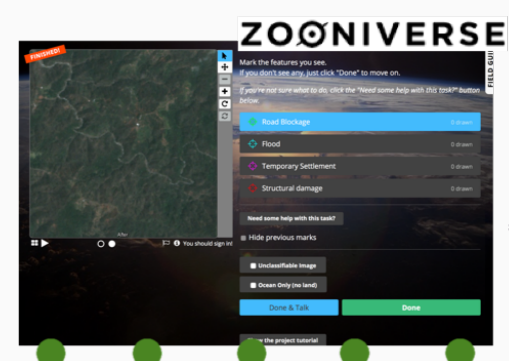 ZOONIVERSE
FINISHED!
Mark the features you see.
If you don't see any, just click "Done" to move on.
If you're not sure what to do, click the "Need some help with this task?" button
below.
FIELD GUI
Road Blockage 0 drawn
Flood 0 drawn
Temporary Settlement 0 drawn
Structural damage 0 drawn
Need some help with this task?
You should sign in!
Hide previous marks
Unclassifiable Image
Ocean Only (no land)
Done & Talk
Done
the project tutorial